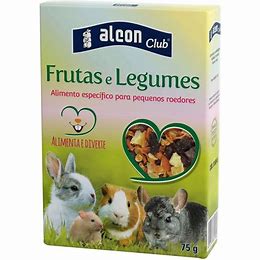 alcon Club®
Frutas e Legumes
Alimento específico para pequenos roedores
ALIMENTA E DIVERTE
75 g